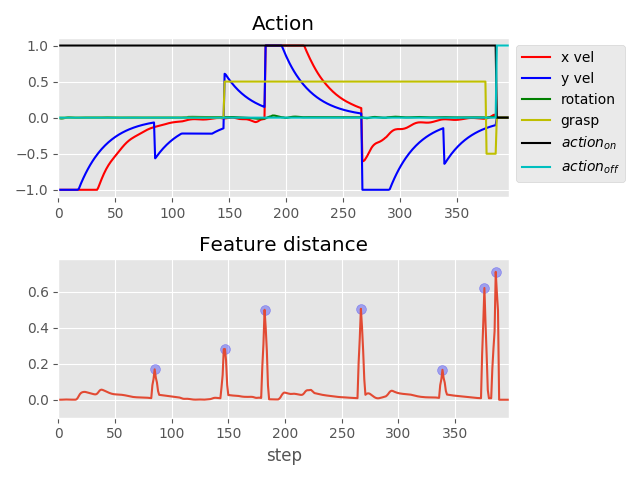 Action
1.0
0.5
0.0
−0.5
−1.0
0 50 100 150 200 250 300 350
x vel
y vel
rotation
grasp
action_on
action_off
Feature distance
0.6
0.4
0.2
0.0
0 50 100 150 200 250 300 350
step